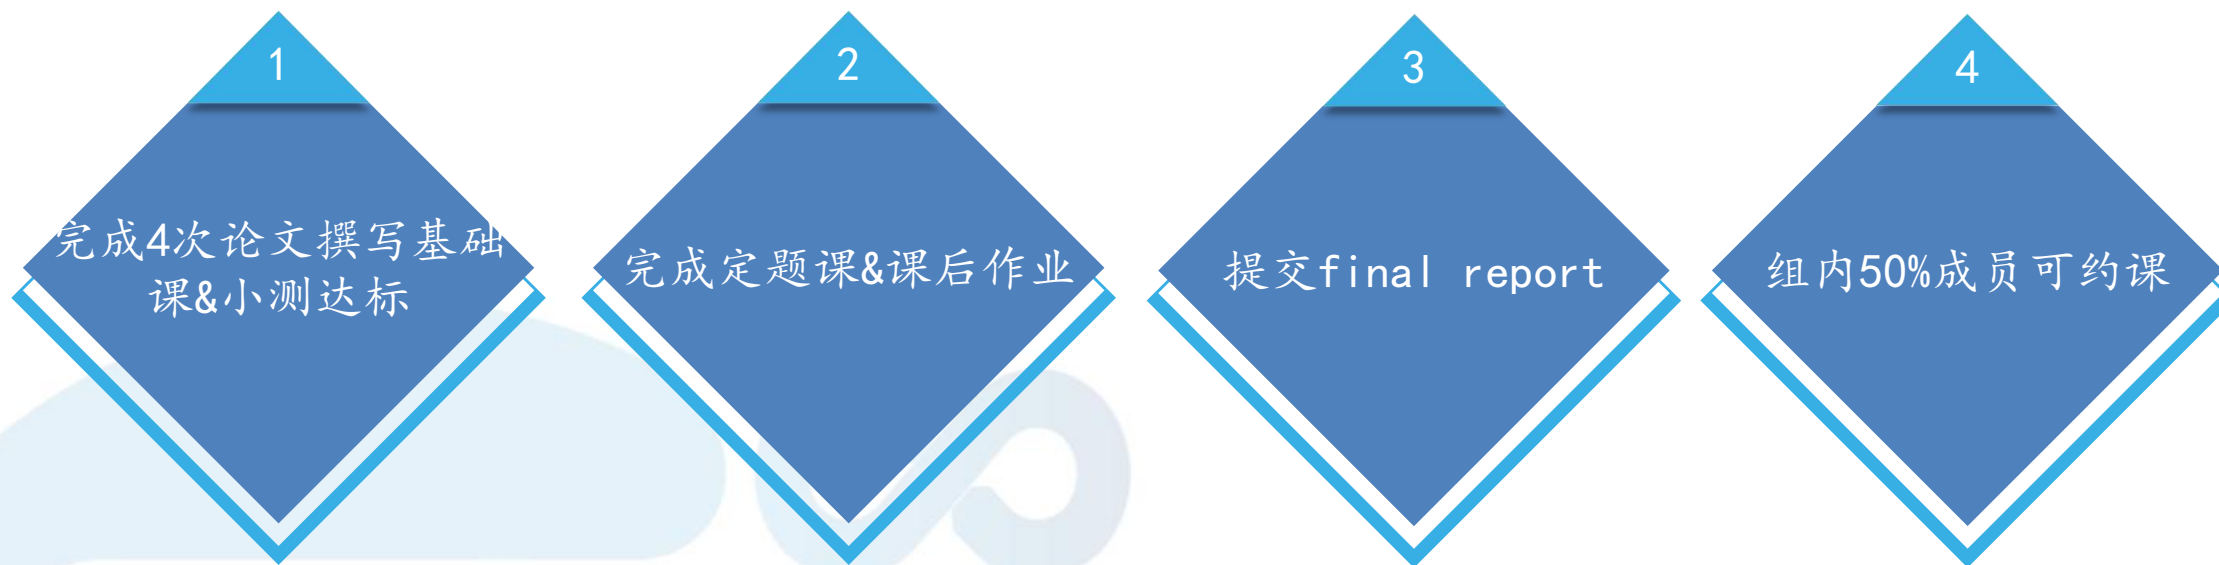 1
完成4次论文撰写基础
课&小测达标
2
完成定题课&课后作业
3
提交final report
4
组内50%成员可约课